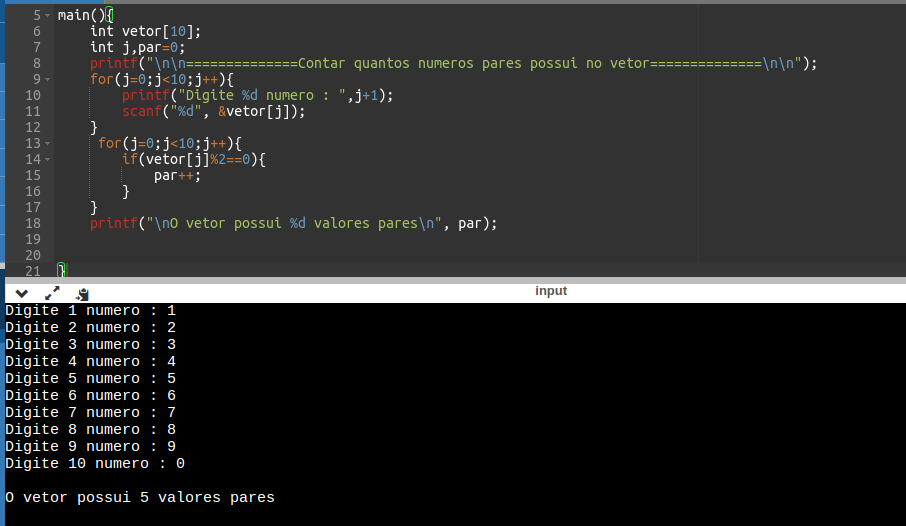 5 main(){
6     int vetor[10];
7     int j,par=0;
8     printf("\n\n==============Contar quantos numeros pares possui no vetor==============\n\n");
9     for(j=0;j<10;j++){
10         printf("Digite %d numero : ",j+1);
11         scanf("%d", &vetor[j]);
12     }
13      for(j=0;j<10;j++){
14         if(vetor[j]%2==0){
15             par++;
16         }
17     }
18     printf("\nO vetor possui %d valores pares\n", par);
19
20
21 }
input
Digite 1 numero : 1
Digite 2 numero : 2
Digite 3 numero : 3
Digite 4 numero : 4
Digite 5 numero : 5
Digite 6 numero : 6
Digite 7 numero : 7
Digite 8 numero : 8
Digite 9 numero : 9
Digite 10 numero : 0
O vetor possui 5 valores pares